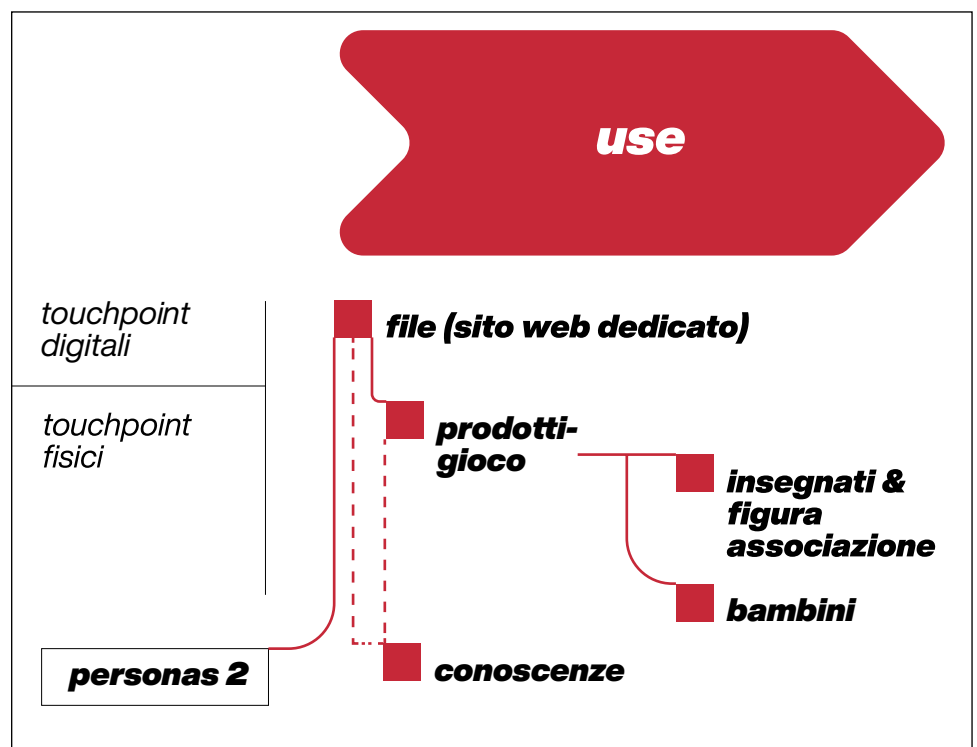 use
touchpoint
digitali
file (sito web dedicato)
touchpoint
fisici
prodotti-
gioco
insegnati &
figura
associazione
bambini
personas 2
conoscenze